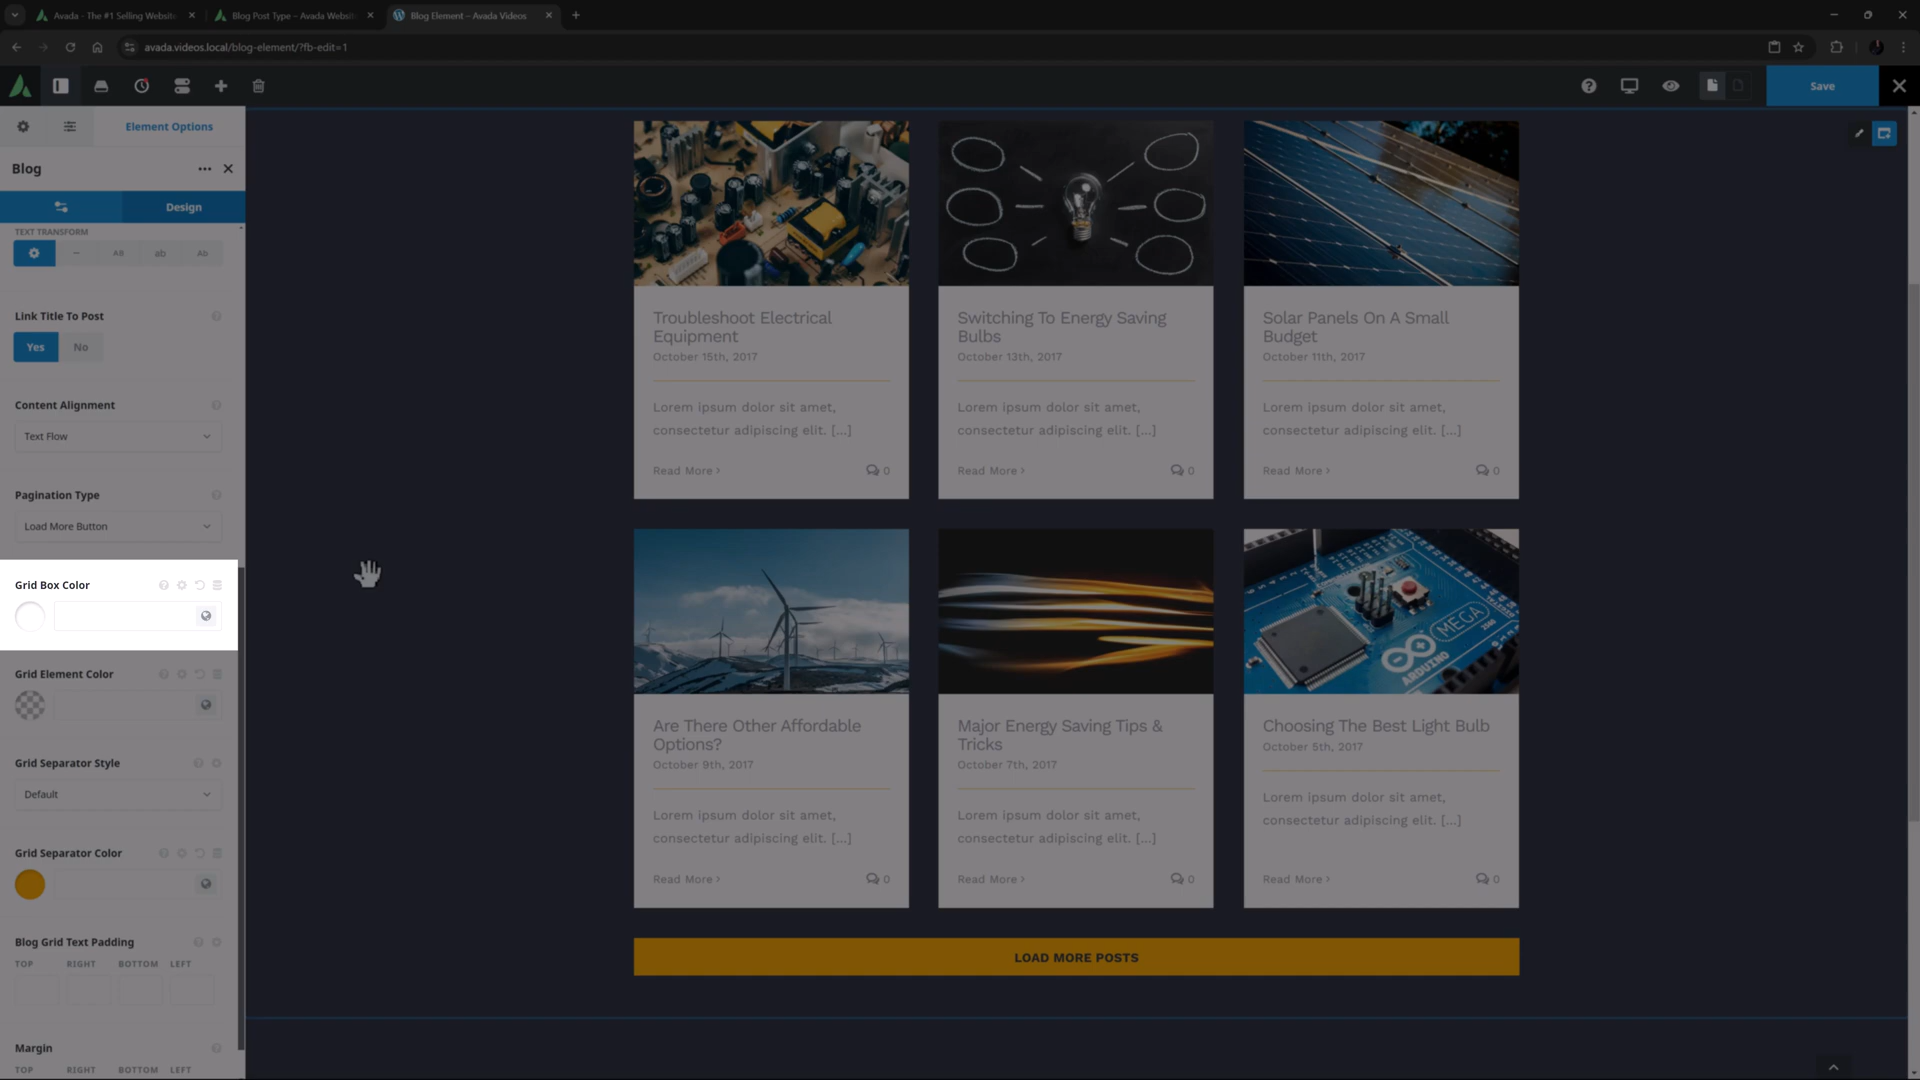 Avada - The #1 Selling Website
Blog Post Type – Avada Websit
Blog Element – Avada Videos
avada.videos.local/blog-element/?fb-edit=1
Save
Element Options
Blog
Design
TEXT TRANSFORM
– AB ab Ab
Link Title To Post
Yes No
Content Alignment
Text Flow
Pagination Type
Load More Button
Grid Box Color
Grid Element Color
Grid Separator Style
Default
Grid Separator Color
Blog Grid Text Padding
TOP RIGHT BOTTOM LEFT
Margin
TOP RIGHT BOTTOM LEFT
Troubleshoot Electrical
Equipment
October 15th, 2017
Lorem ipsum dolor sit amet,
consectetur adipiscing elit. [...]
Read More >
0
Switching To Energy Saving
Bulbs
October 13th, 2017
Lorem ipsum dolor sit amet,
consectetur adipiscing elit. [...]
Read More >
0
Solar Panels On A Small
Budget
October 11th, 2017
Lorem ipsum dolor sit amet,
consectetur adipiscing elit. [...]
Read More >
0
Are There Other Affordable
Options?
October 9th, 2017
Lorem ipsum dolor sit amet,
consectetur adipiscing elit. [...]
Read More >
0
Major Energy Saving Tips &
Tricks
October 7th, 2017
Lorem ipsum dolor sit amet,
consectetur adipiscing elit. [...]
Read More >
0
MEGA
ARDUINO
Choosing The Best Light Bulb
October 5th, 2017
Lorem ipsum dolor sit amet,
consectetur adipiscing elit. [...]
Read More >
0
LOAD MORE POSTS